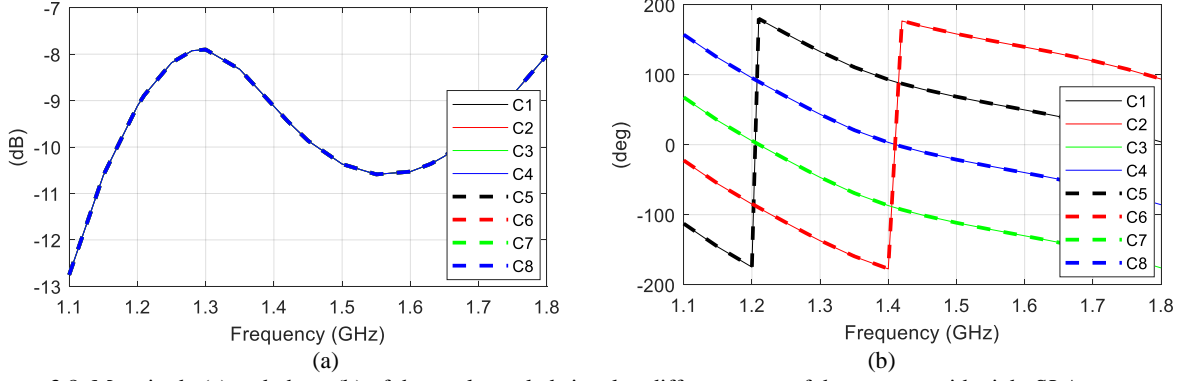 -7
-8
-9
-10
-11
-12
-13
(dB)
1.1 1.2 1.3 1.4 1.5 1.6 1.7 1.8
Frequency (GHz)
C1
C2
C3
C4
C5
C6
C7
C8
(a)
200
100
0
-100
-200
(deg)
1.1 1.2 1.3 1.4 1.5 1.6 1.7 1.8
Frequency (GHz)
C1
C2
C3
C4
C5
C6
C7
C8
(b)